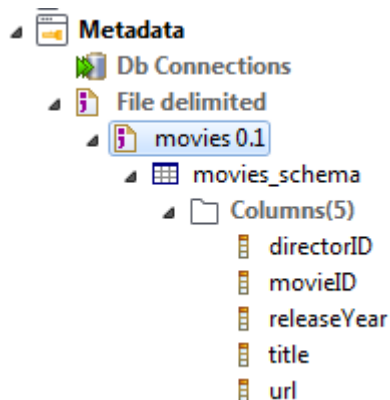 Metadata
Db Connections
File delimited
movies 0.1
movies_schema
Columns(5)
directorID
movieID
releaseYear
title
url